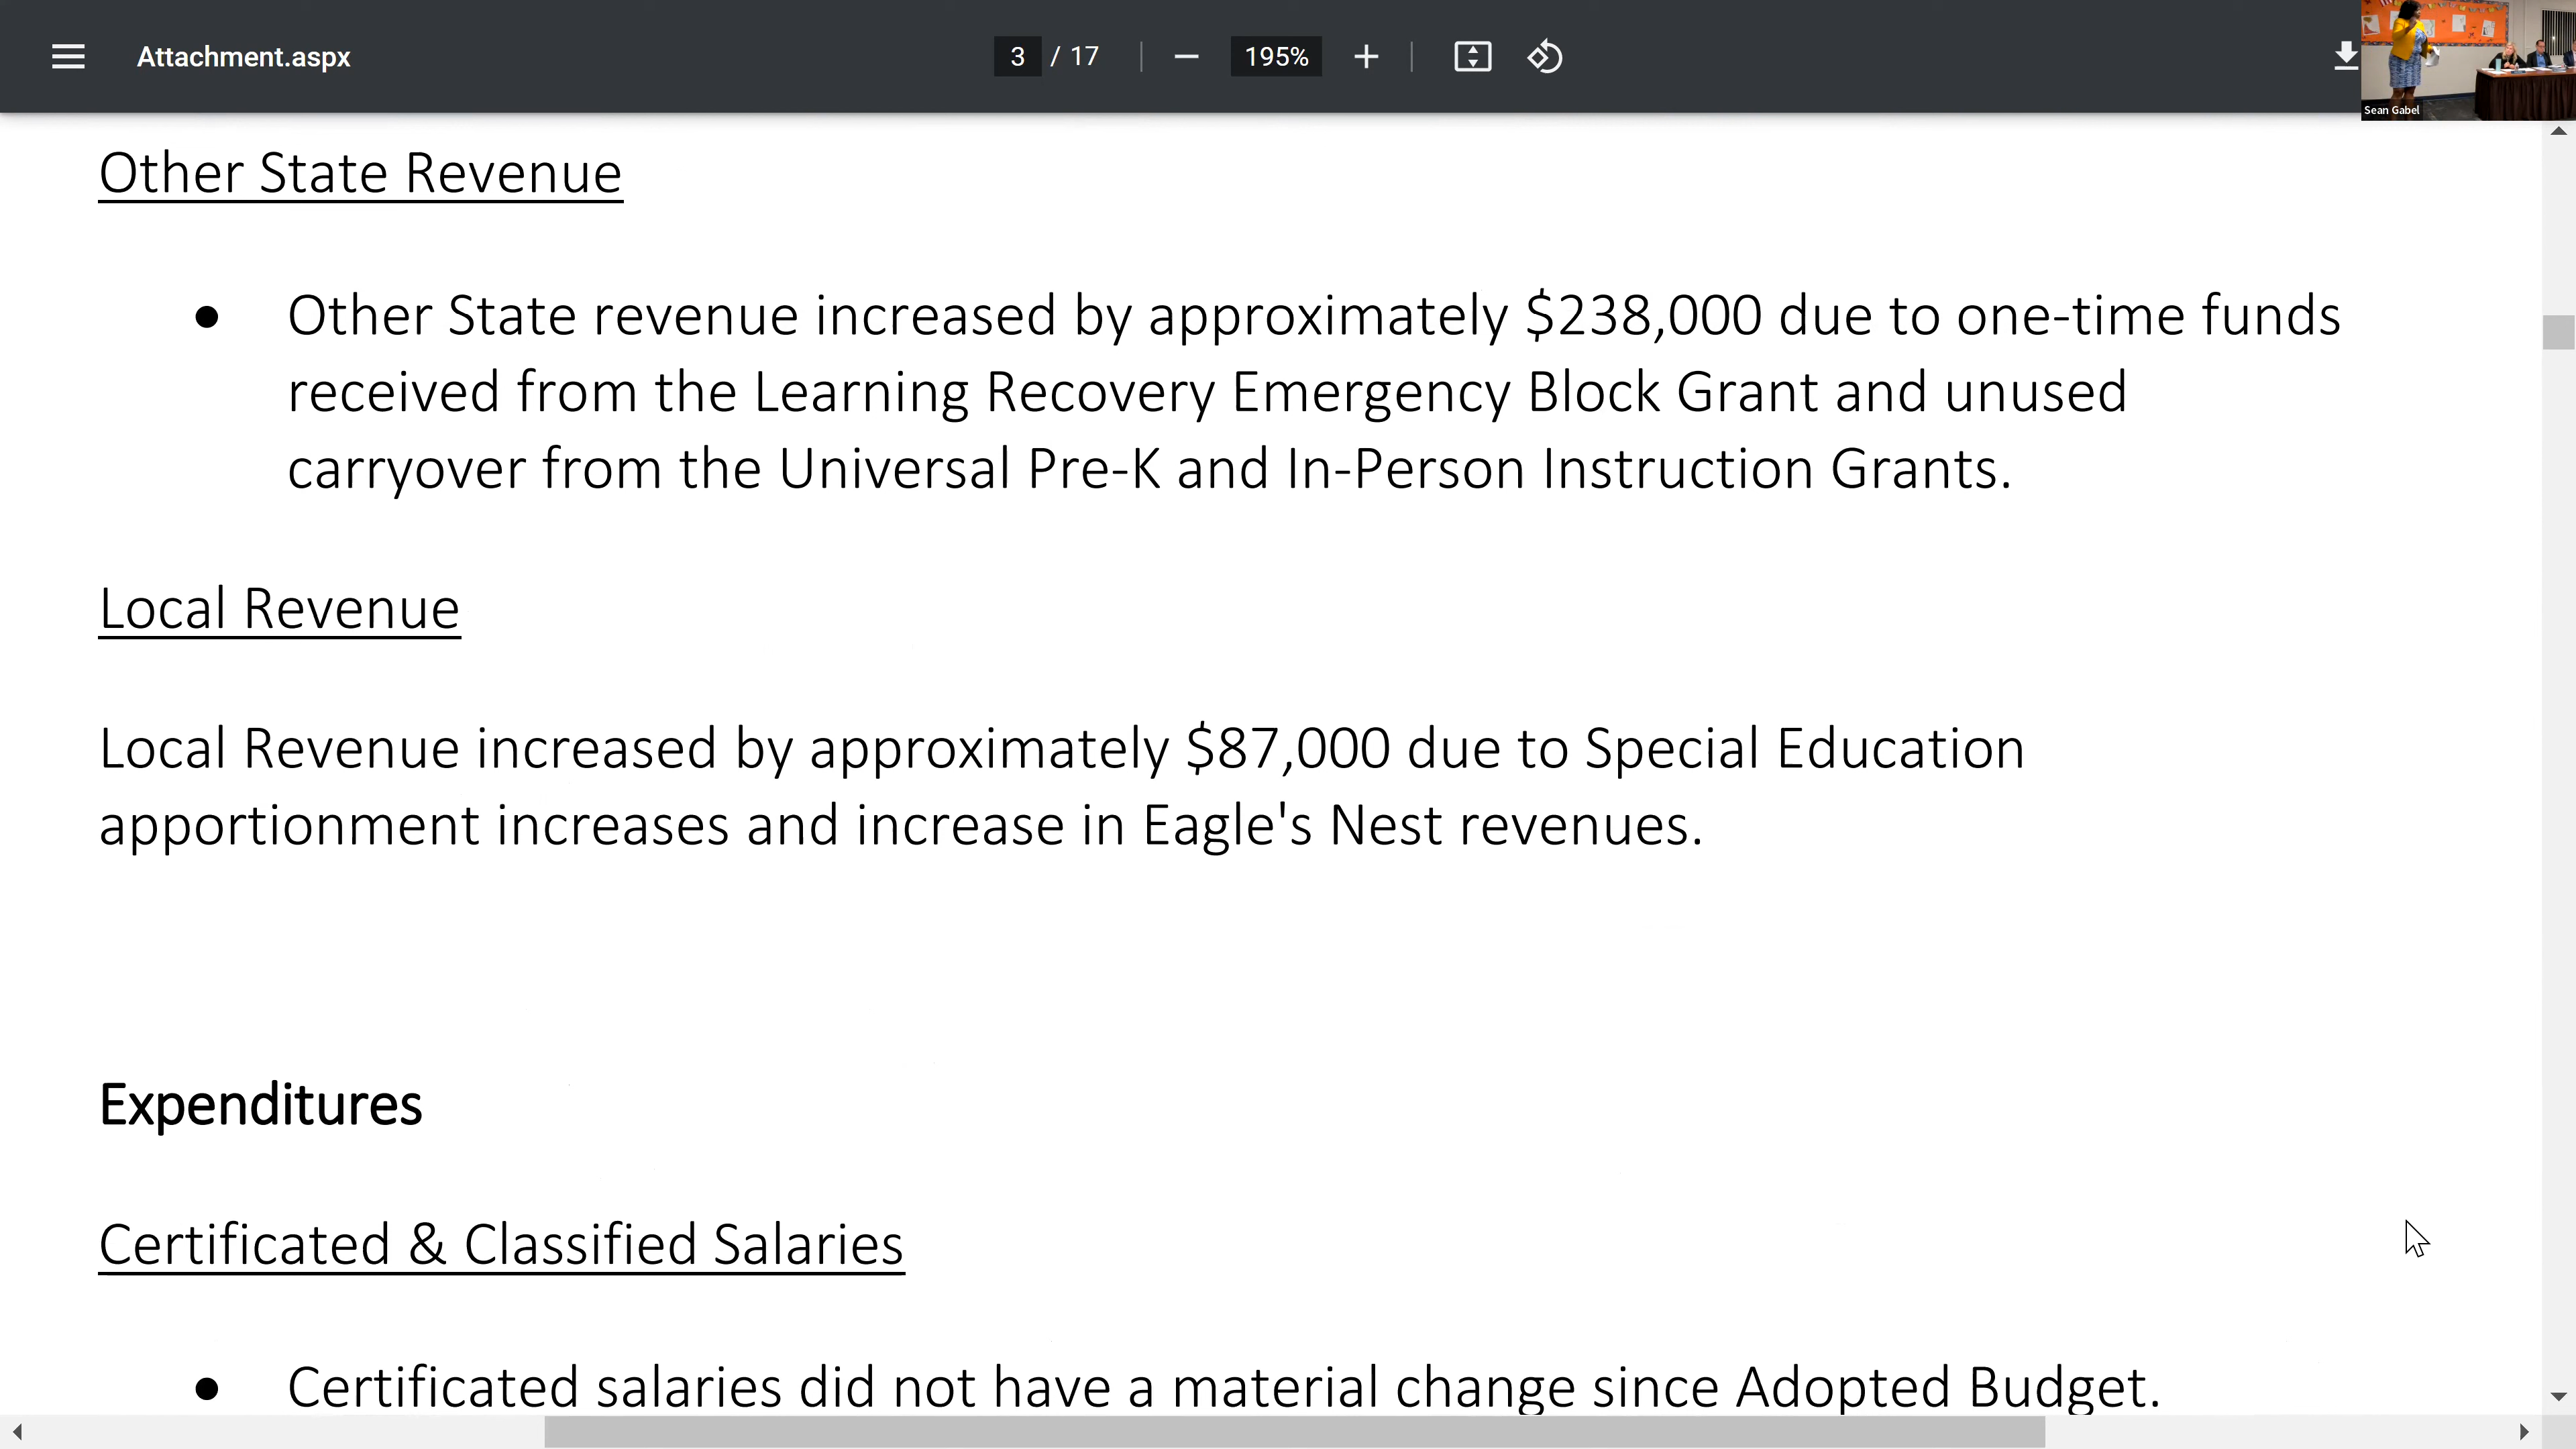 Attachment.aspx
3 / 17
195%
Sean Gabel
Other State Revenue
● Other State revenue increased by approximately $238,000 due to one-time funds
received from the Learning Recovery Emergency Block Grant and unused
carryover from the Universal Pre-K and In-Person Instruction Grants.
Local Revenue
Local Revenue increased by approximately $87,000 due to Special Education
apportionment increases and increase in Eagle's Nest revenues.
Expenditures
Certificated & Classified Salaries
● Certificated salaries did not have a material change since Adopted Budget.